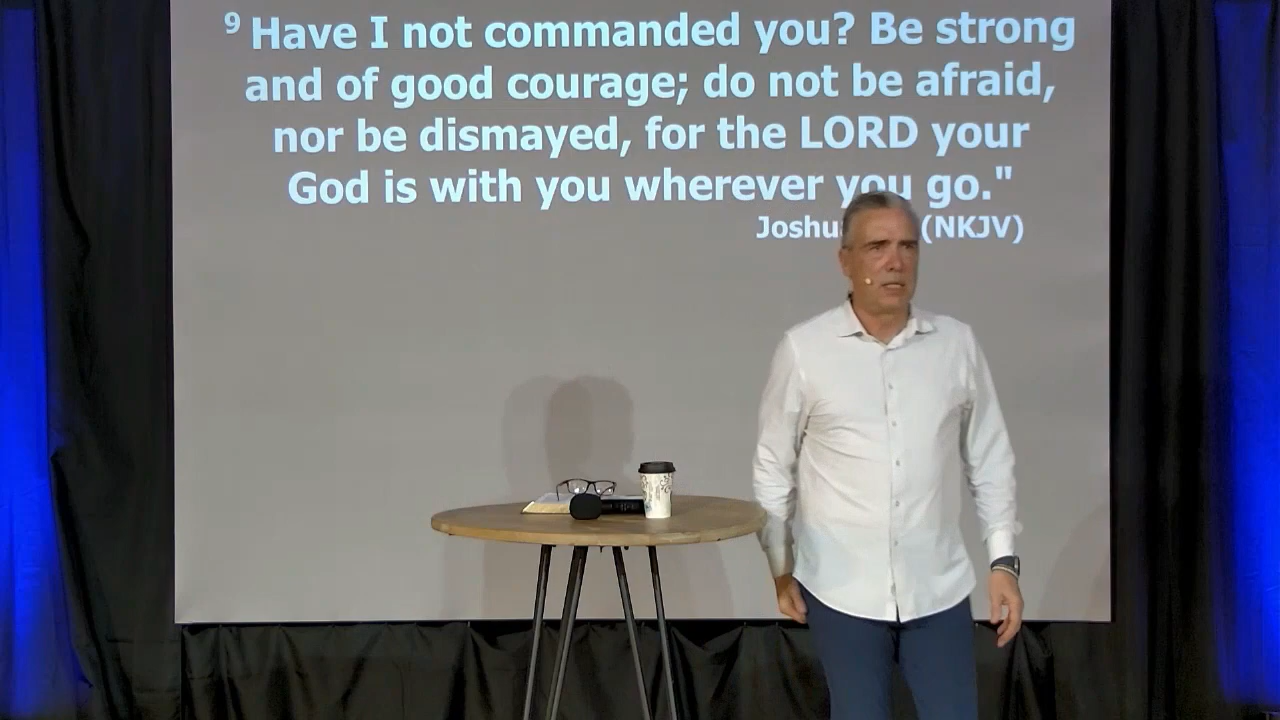 9 Have I not commanded you? Be strong
and of good courage; do not be afraid,
nor be dismayed, for the LORD your
God is with you wherever you go."
(NKJV)